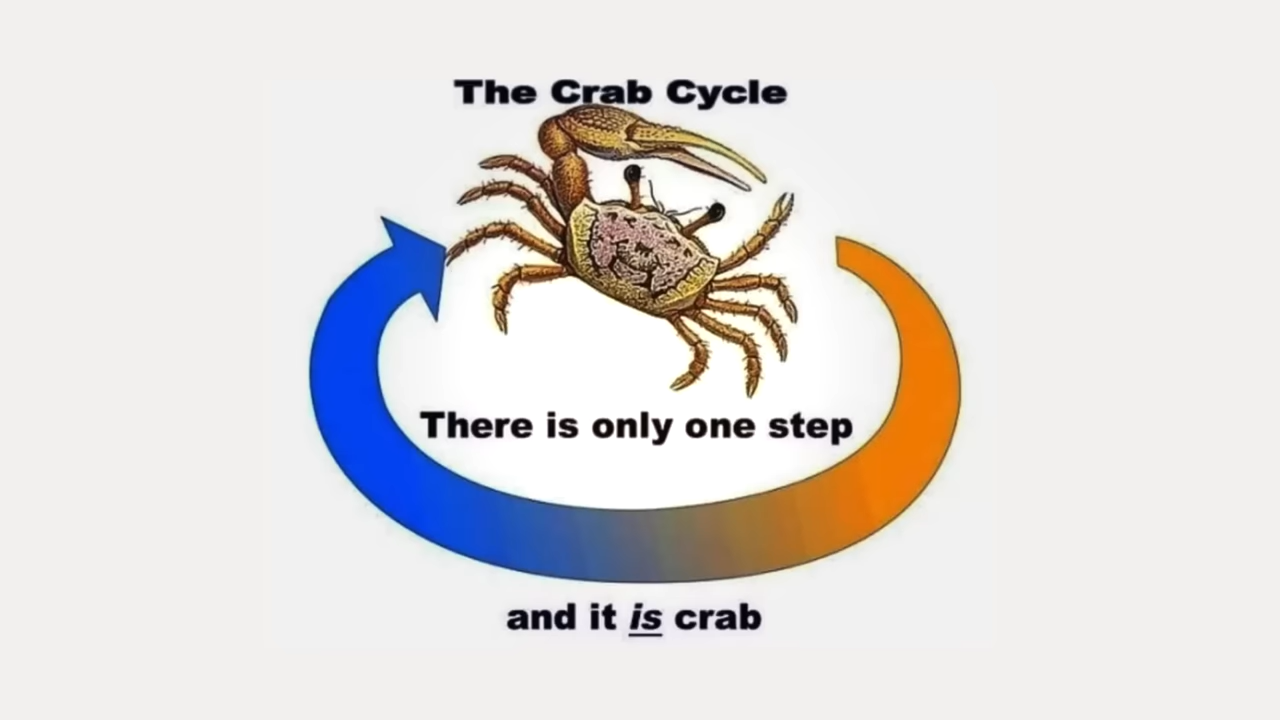 The Crab Cycle
There is only one step
and it is crab